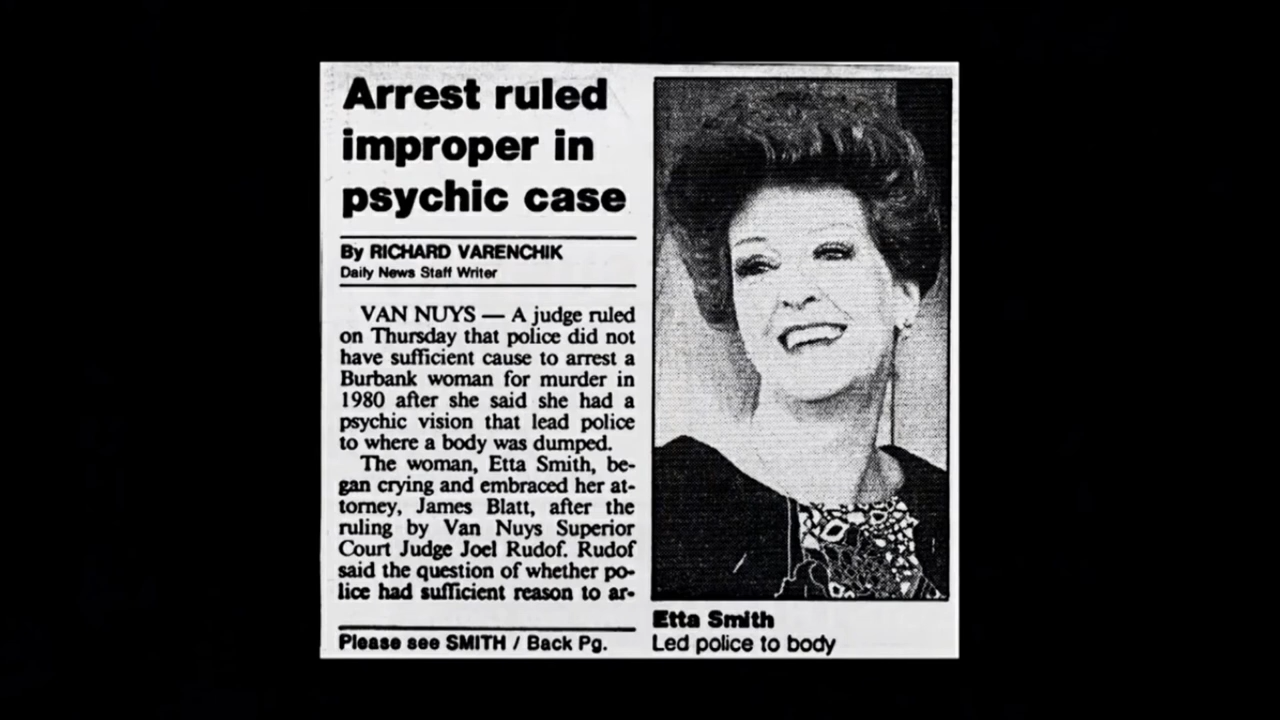 Arrest ruled
improper in
psychic case
By RICHARD VARENCHIK
Daily News Staff Writer
VAN NUYS — A judge ruled
on Thursday that police did not
have sufficient cause to arrest a
Burbank woman for murder in
1980 after she said she had a
psychic vision that lead police
to where a body was dumped.
The woman, Etta Smith, be-
gan crying and embraced her at-
torney, James Blatt, after the
ruling by Van Nuys Superior
Court Judge Joel Rudof. Rudof
said the question of whether po-
lice had sufficient reason to ar-
Please see SMITH / Back Pg.
Etta Smith
Led police to body